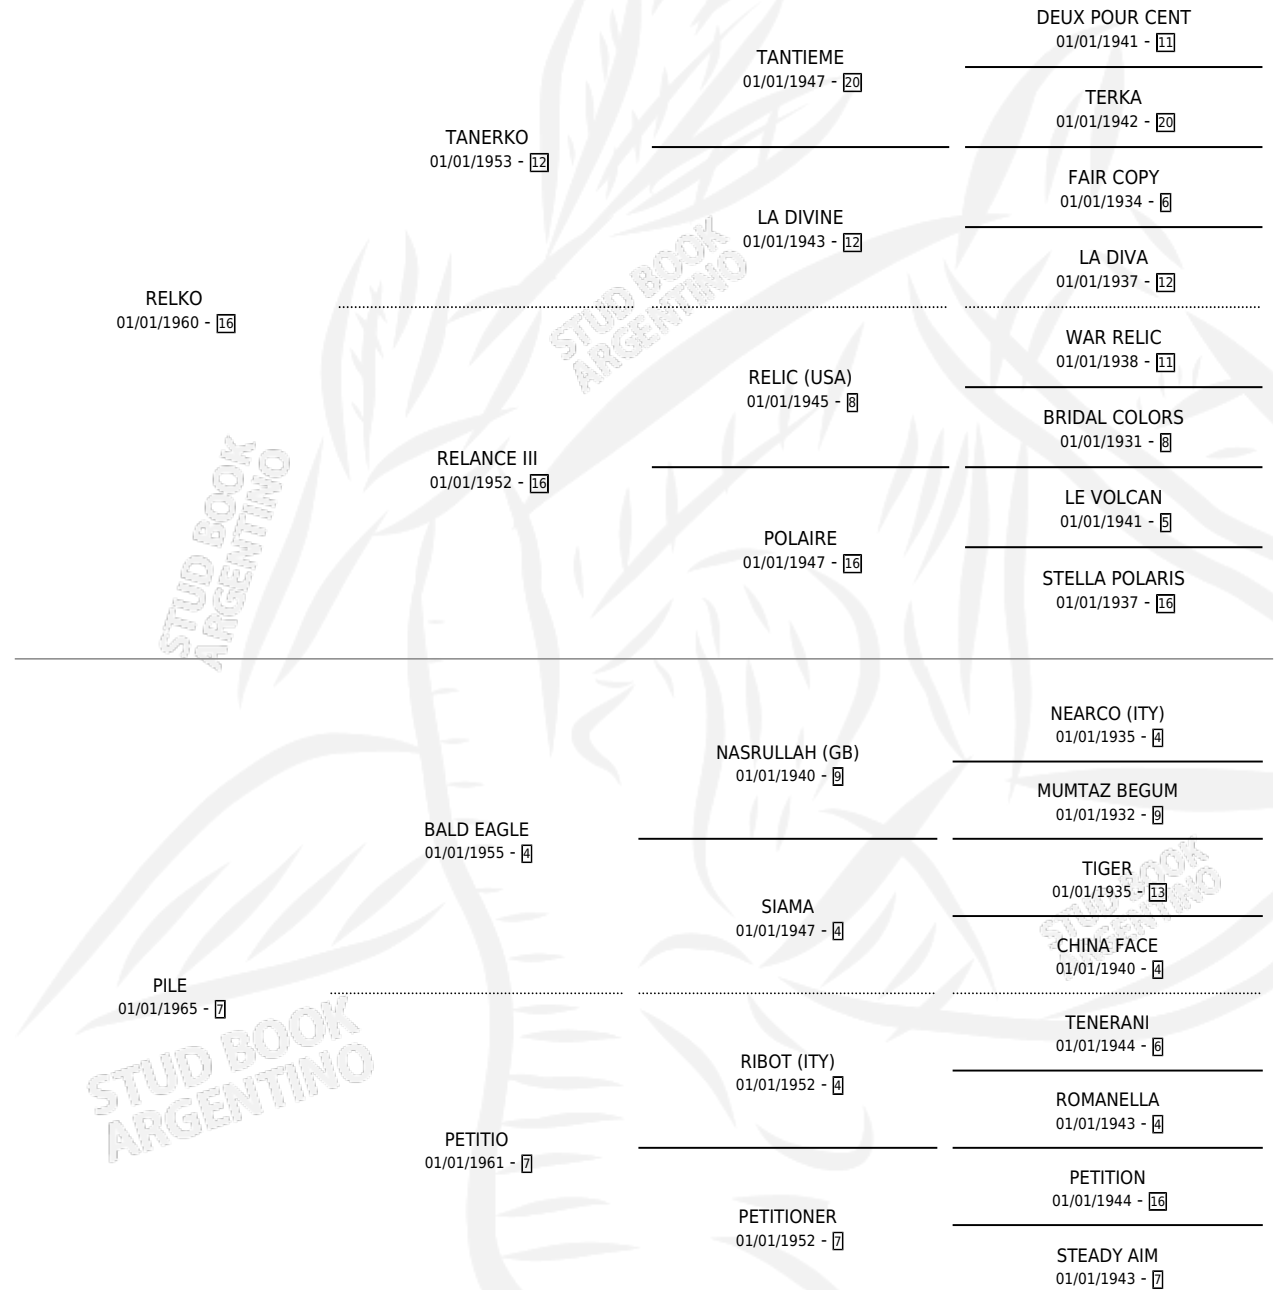 DEUX POUR CENT
01/01/1941 - 11
TANTIEME
01/01/1947 - 20
TERKA
01/01/1942 - 20
TANERKO
01/01/1953 - 12
FAIR COPY
01/01/1934 - 6
LA DIVINE
01/01/1943 - 12
LA DIVA
01/01/1937 - 12
RELKO
01/01/1960 - 16
STUD BOOK
ARGENTINO
WAR RELIC
01/01/1938 - 11
RELIC (USA)
01/01/1945 - 8
BRIDAL COLORS
01/01/1931 - 8
RELANCE III
01/01/1952 - 16
LE VOLCAN
01/01/1941 - 5
POLAIRE
01/01/1947 - 16
STELLA POLARIS
01/01/1937 - 16
STUD BOOK
ARGENTINO
NEARCO (ITY)
01/01/1935 - 4
NASRULLAH (GB)
01/01/1940 - 9
MUMTAZ BEGUM
01/01/1932 - 9
BALD EAGLE
01/01/1955 - 4
TIGER
01/01/1935 - 13
SIAMA
01/01/1947 - 4
STUD BOOK
ARGENTINO
CHINA FACE
01/01/1940 - 4
PILE
01/01/1965 - 7
STUD BOOK
ARGENTINO
TENERANI
01/01/1944 - 6
RIBOT (ITY)
01/01/1952 - 4
ROMANELLA
01/01/1943 - 4
PETITIO
01/01/1961 - 7
PETITION
01/01/1944 - 16
PETITIONER
01/01/1952 - 7
STEADY AIM
01/01/1943 - 7